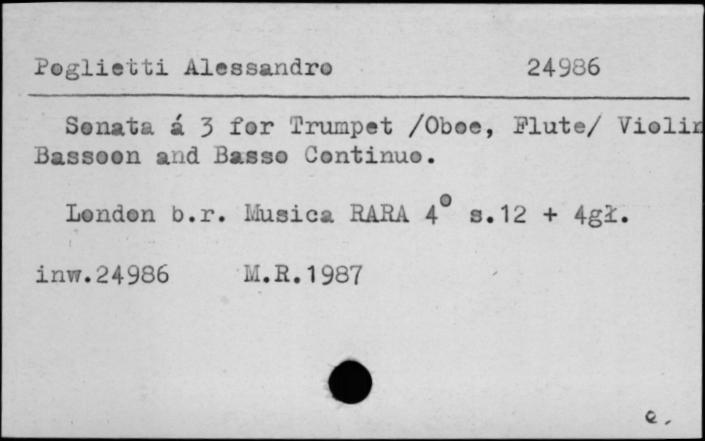 Poglietti Alessandro 24986
Sonata á 3 for Trumpet /Oboe, Flute/ Violin
Bassoon and Basso Continuo.
London b.r. Musica RARA 4° s.12 + 4gł.
inw.24986 M.R.1987
e.